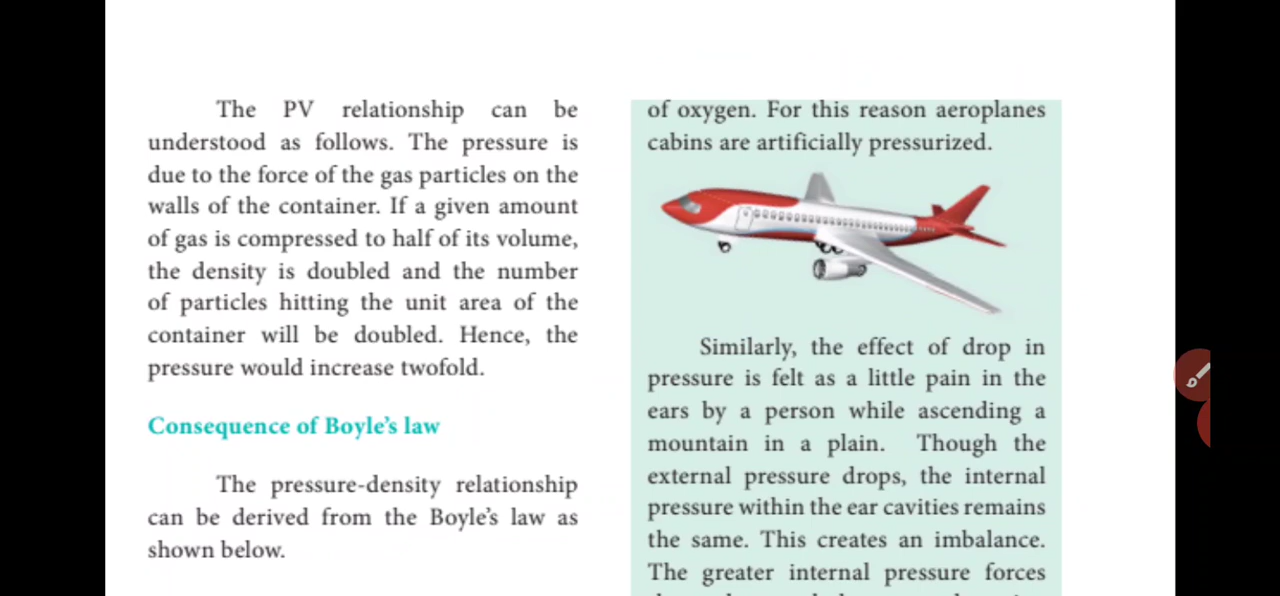 The PV relationship can be
understood as follows. The pressure is
due to the force of the gas particles on the
walls of the container. If a given amount
of gas is compressed to half of its volume,
the density is doubled and the number
of particles hitting the unit area of the
container will be doubled. Hence, the
pressure would increase twofold.
Consequence of Boyle's law
The pressure-density relationship
can be derived from the Boyle's law as
shown below.
of oxygen. For this reason aeroplanes
cabins are artificially pressurized.
Similarly, the effect of drop in
pressure is felt as a little pain in the
ears by a person while ascending a
mountain in a plain. Though the
external pressure drops, the internal
pressure within the ear cavities remains
the same. This creates an imbalance.
The greater internal pressure forces